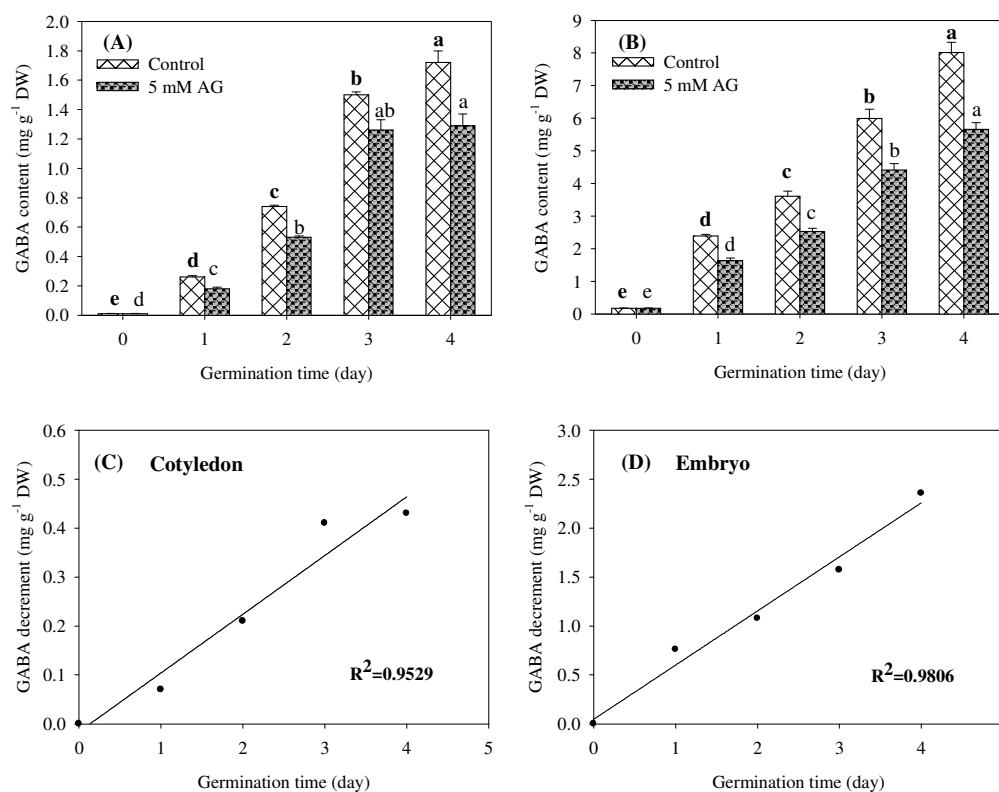 (A)
Control
5 mM AG
GABA content (mg g⁻¹ DW)
2.0
1.8
1.6
1.4
1.2
1.0
0.8
0.6
0.4
0.2
0.0
e d
d c
c b
b ab
a a
0 1 2 3 4
Germination time (day)
(B)
Control
5 mM AG
GABA content (mg g⁻¹ DW)
9
8
7
6
5
4
3
2
1
0
e e
d d
c c
b b
a a
0 1 2 3 4
Germination time (day)
(C) Cotyledon
GABA decrement (mg g⁻¹ DW)
0.6
0.5
0.4
0.3
0.2
0.1
0.0
R²=0.9529
0 1 2 3 4 5
Germination time (day)
(D) Embryo
GABA decrement (mg g⁻¹ DW)
3.0
2.5
2.0
1.5
1.0
0.5
0.0
R²=0.9806
0 1 2 3 4
Germination time (day)